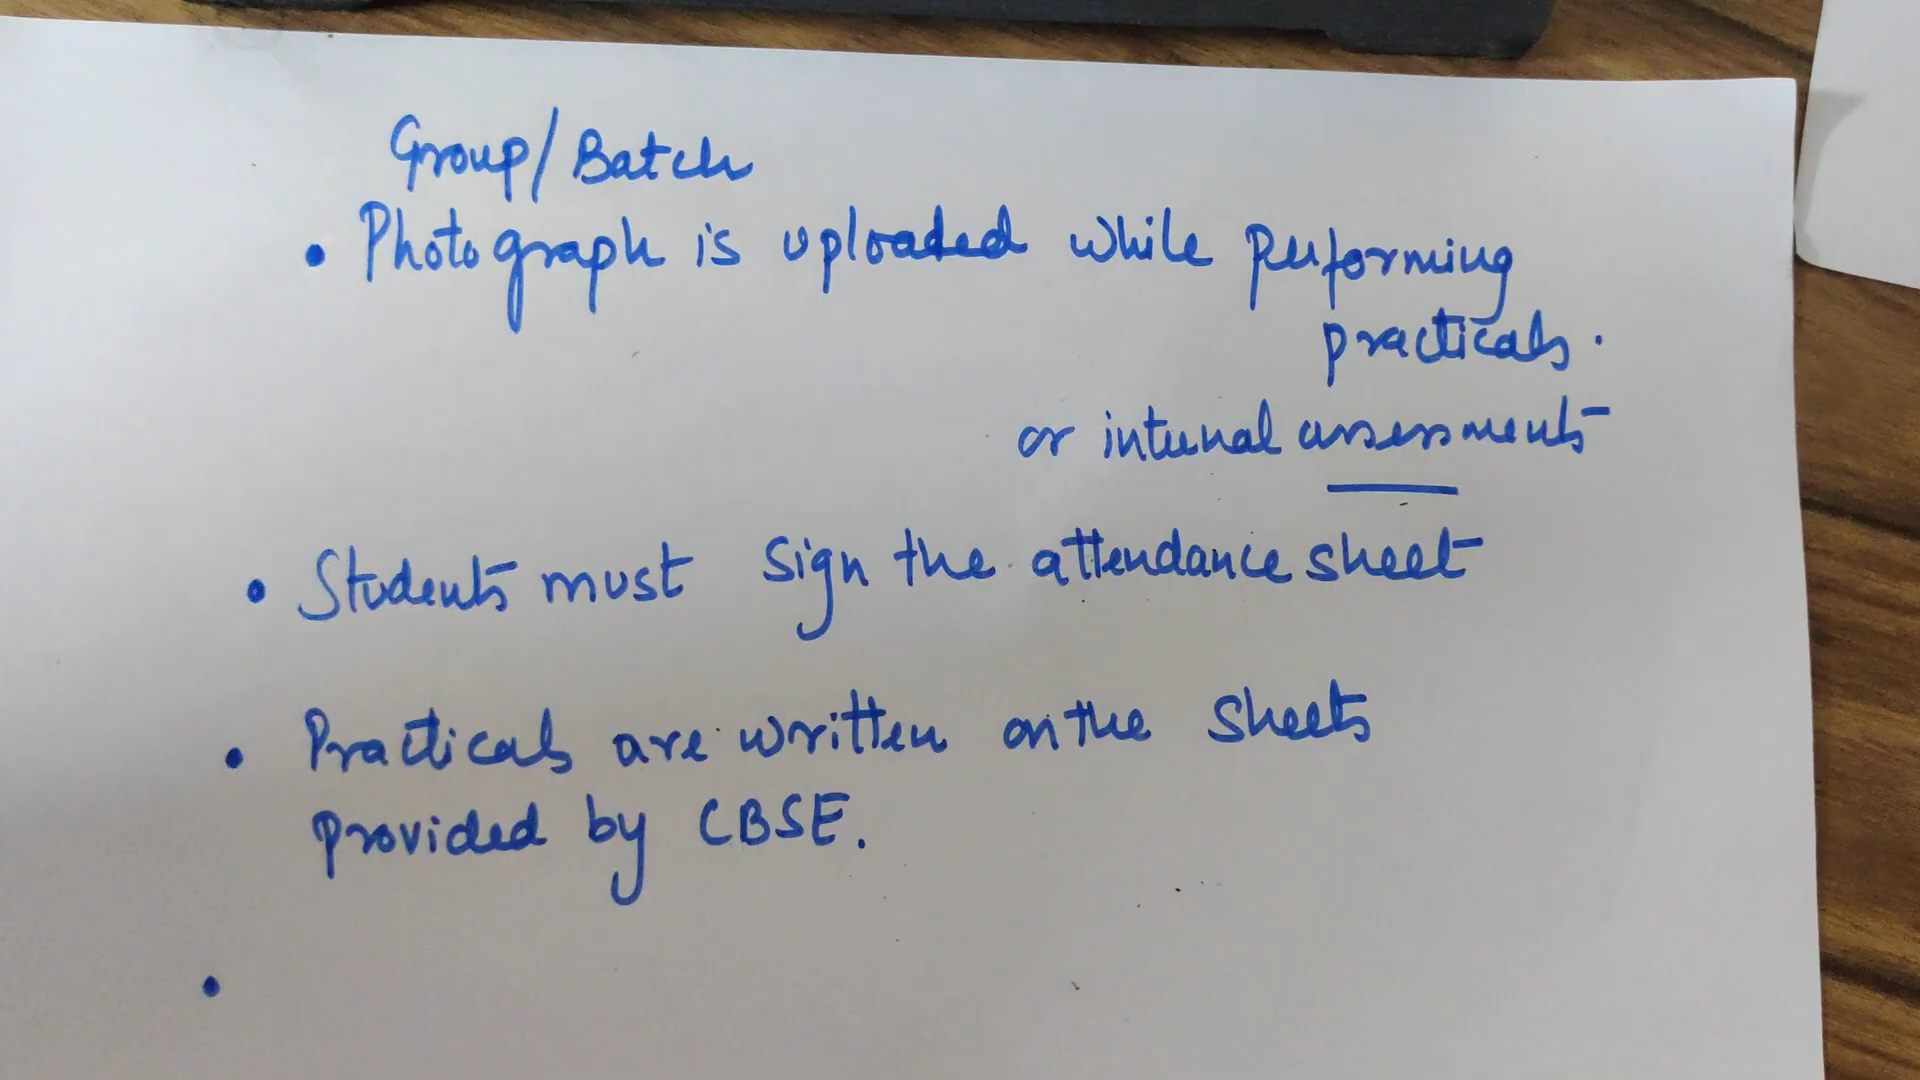 Group/Batch
• Photograph is uploaded while performing
practicals.
or internal assessments
• Students must sign the attendance sheet
• Practicals are written on the sheets
provided by CBSE.
•